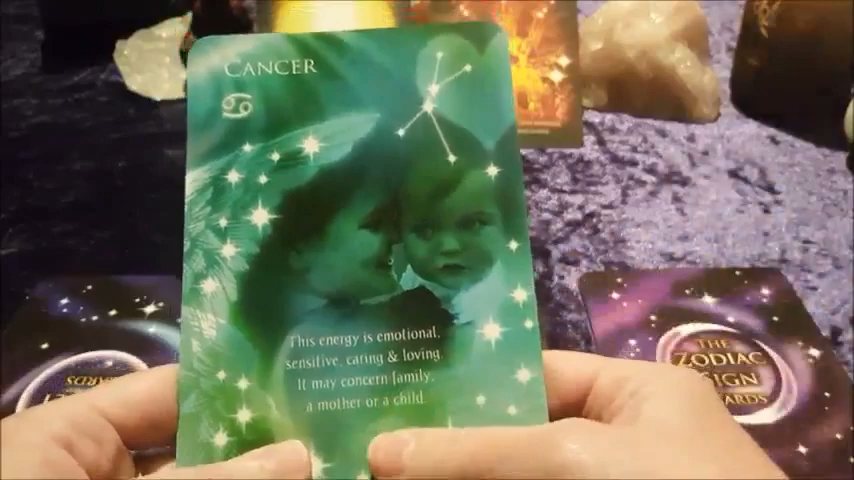 CANCER
♋
This energy is emotional,
sensitive, caring & loving
It may concern family,
a mother or a child.
THE
ZODIAC
SIGN
CARDS